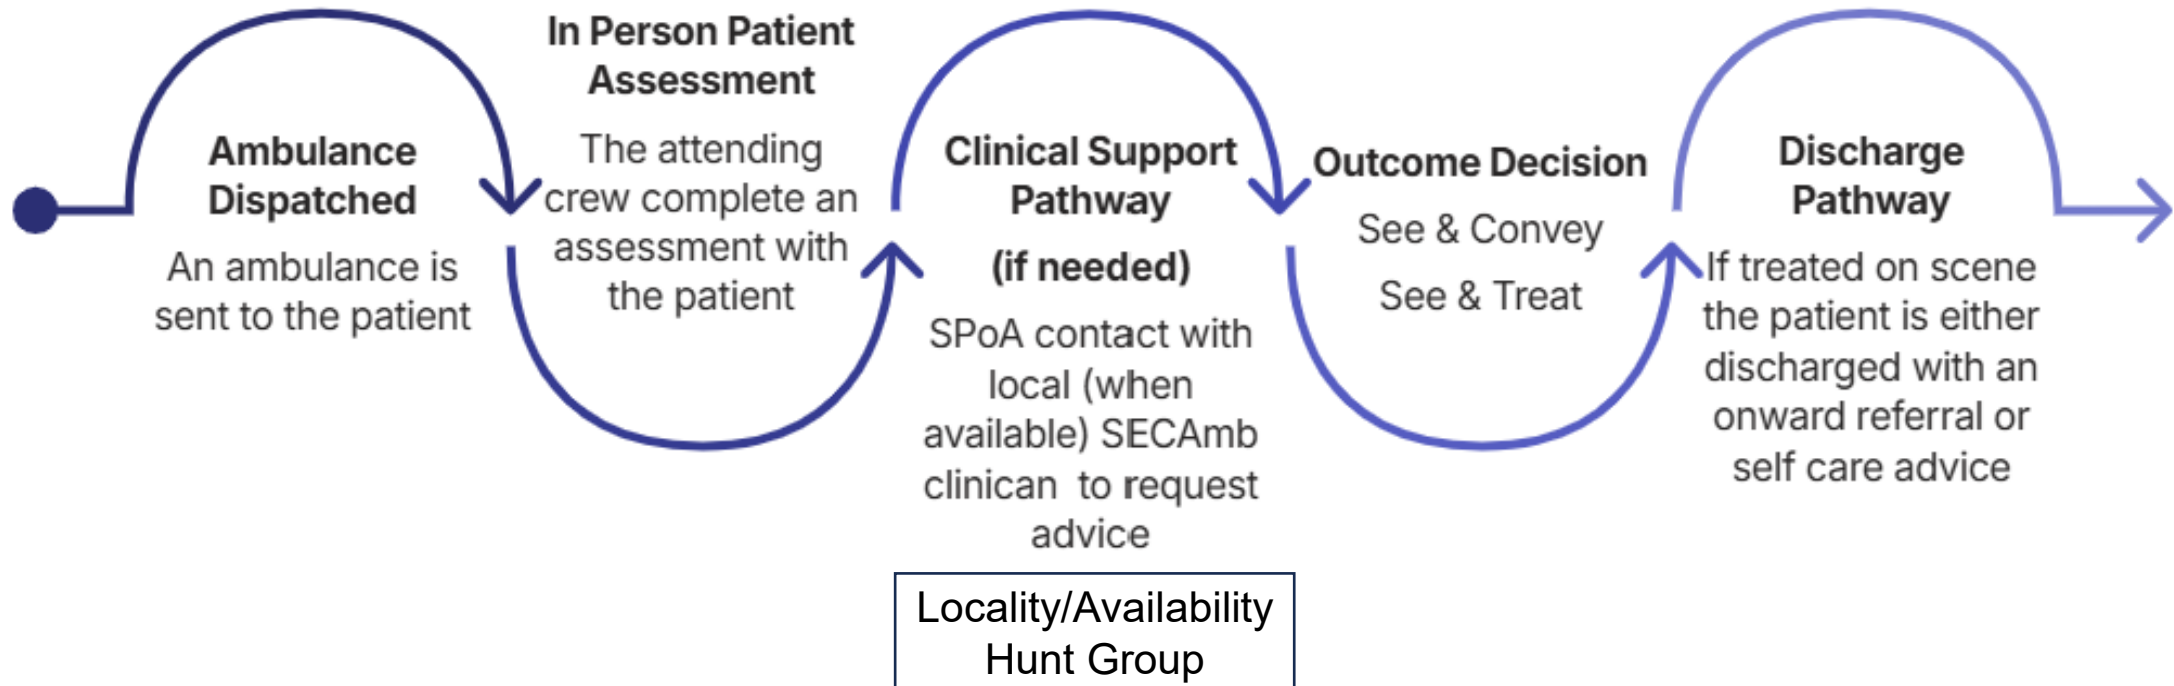 Ambulance
Dispatched
An ambulance is
sent to the patient
In Person Patient
Assessment
The attending
crew complete an
assessment with
the patient
Clinical Support
Pathway
(if needed)
SPoA contact with
local (when
available) SECAmb
clinican to request
advice
Locality/Availability
Hunt Group
Outcome Decision
See & Convey
See & Treat
Discharge
Pathway
If treated on scene
the patient is either
discharged with an
onward referral or
self care advice